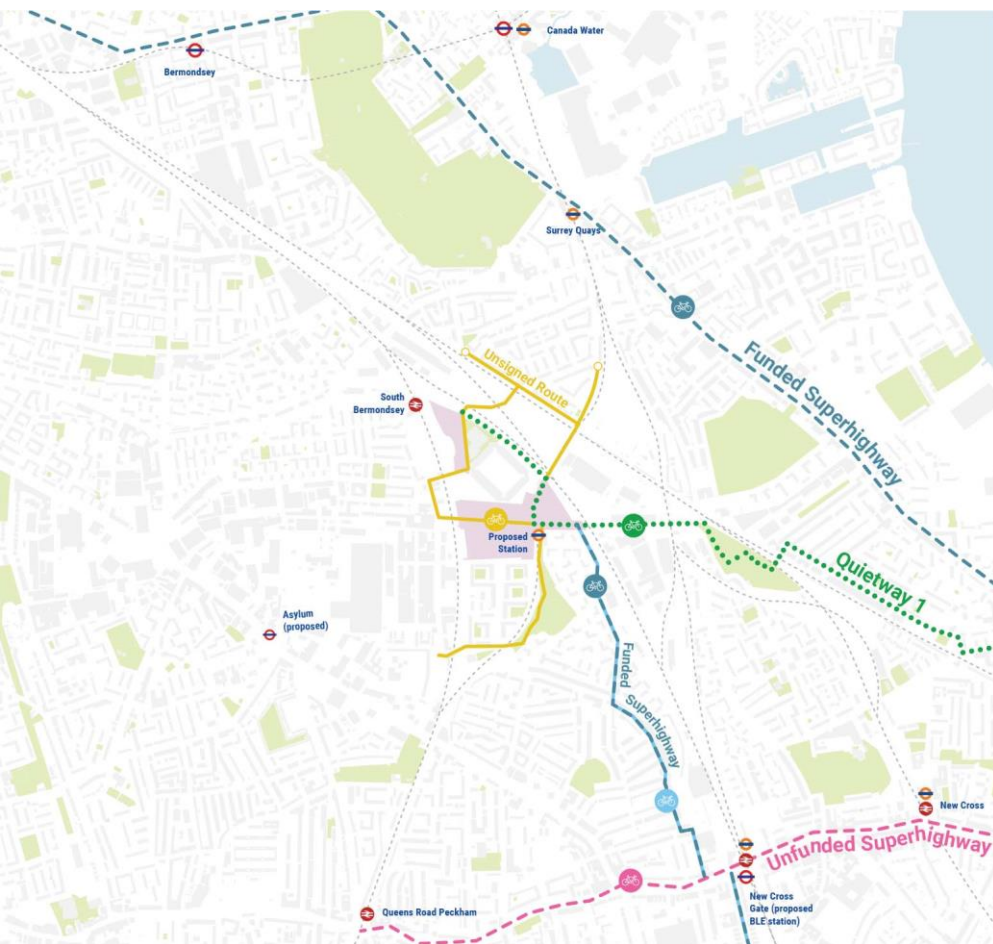 Canada Water
Bermondsey
Surrey Quays
Funded Superhighway
Unsigned Route
South
Bermondsey
Proposed
Station
Quietway 1
Asylum
(proposed)
Funded Superhighway
New Cross
Unfunded Superhighway
New Cross
Gate (proposed
BLE station)
Queens Road Peckham